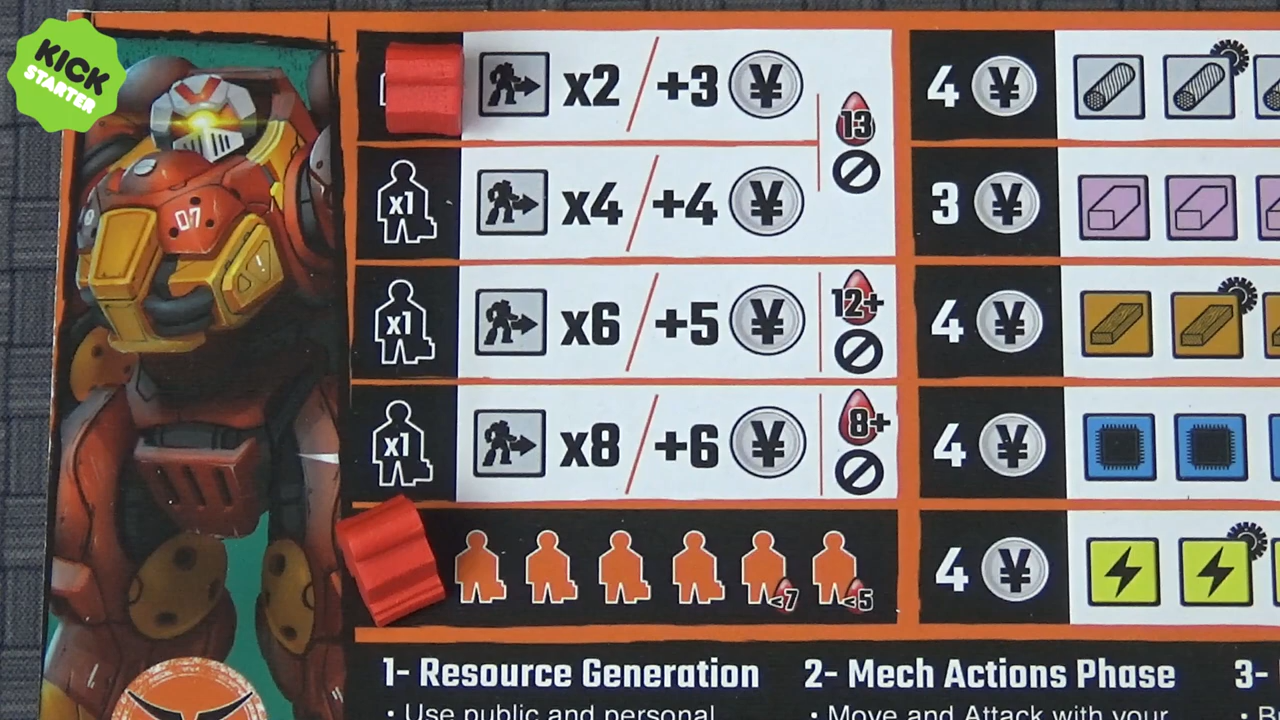 KICK
STARTER
07
x2 / +3 ¥
13
4 ¥
x1
x4 / +4 ¥
3 ¥
x1
x6 / +5 ¥
12+
4 ¥
x1
x8 / +6 ¥
8+
4 ¥
<7
<5
4 ¥
1- Resource Generation
2- Mech Actions Phase
3-
• Use public and personal
• Move and Attack with your